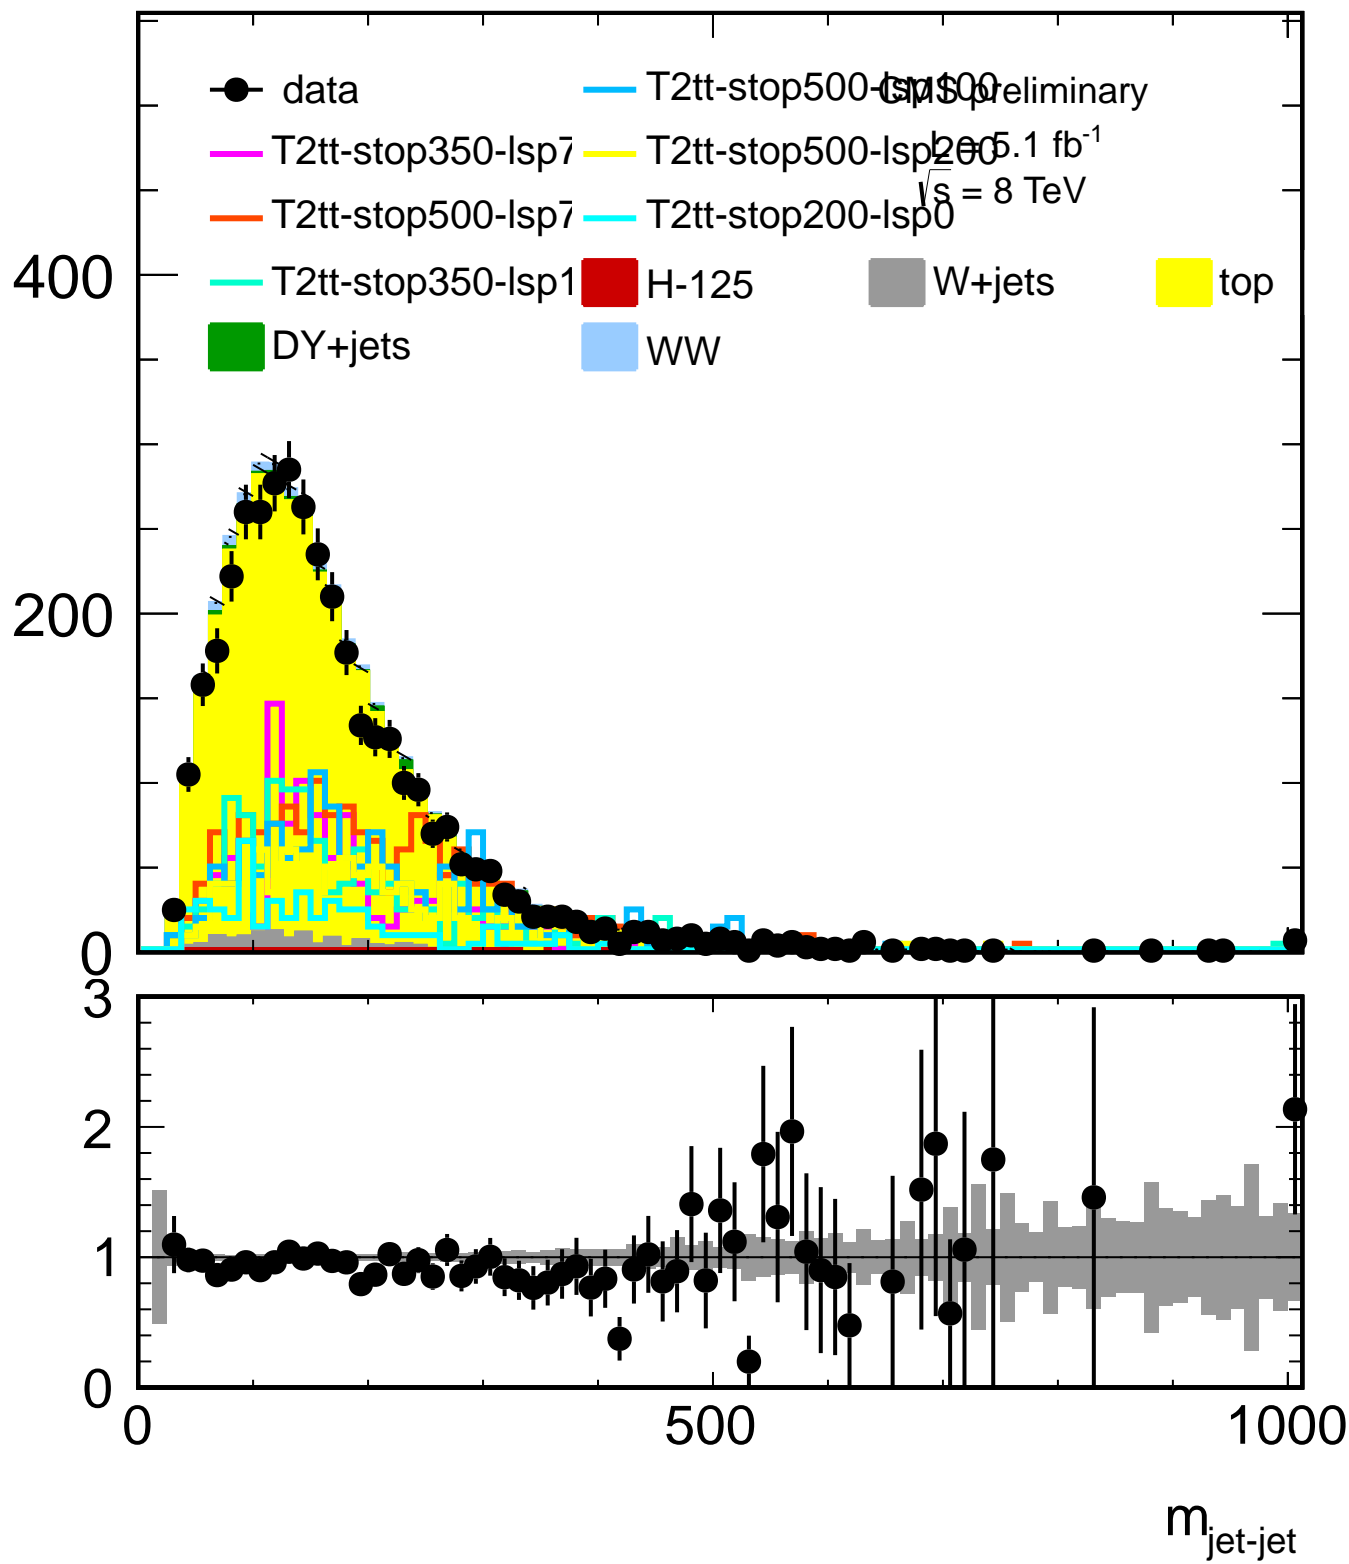 data
T2tt-stop500-lsp100
CMS preliminary
T2tt-stop350-lsp7
T2tt-stop500-lsp200
L = 5.1 fb-1
T2tt-stop500-lsp7
T2tt-stop200-lsp0
√s = 8 TeV
T2tt-stop350-lsp1
H-125
W+jets
top
DY+jets
WW
400
200
0
3
2
1
0
0 500 1000
m jet-jet